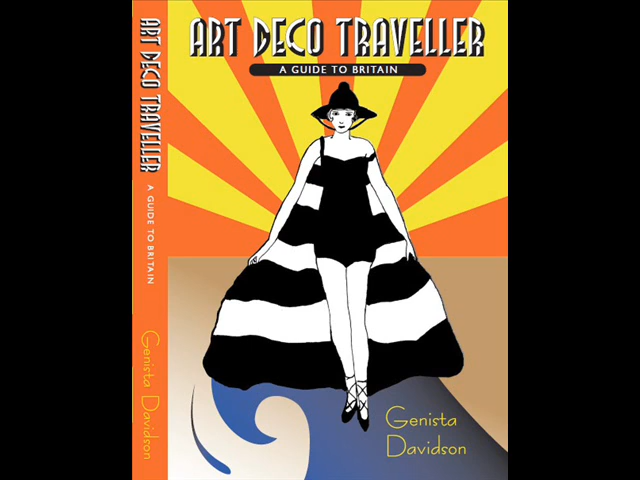 ART DECO TRAVELLER
A GUIDE TO BRITAIN
Genista
Davidson
ART DECO TRAVELLER
A GUIDE TO BRITAIN
Genista Davidson